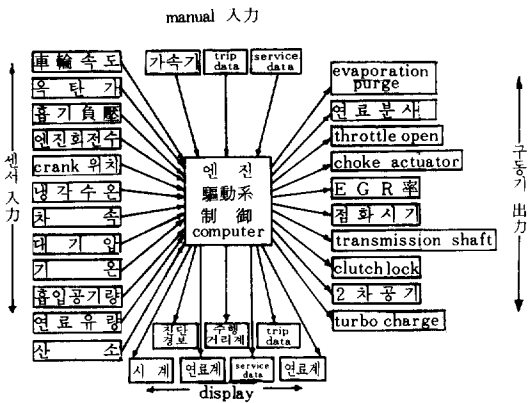 manual 入力
가속기
trip
data
service
data
車輪속도
옥탄가
흡기負壓
엔진회전수
crank 위치
냉각수온
차속
대기압
기온
흡입공기량
연료유량
산소
센서 入力
엔진
驅動系
制御
computer
evaporation
purge
연료분사
throttle open
choke actuator
EGR率
점화시기
transmission shaft
clutch lock
2차공기
turbo charge
구동기 出力
진단
경보
주행
거리계
trip
data
시계
연료계
service
data
연료계
display